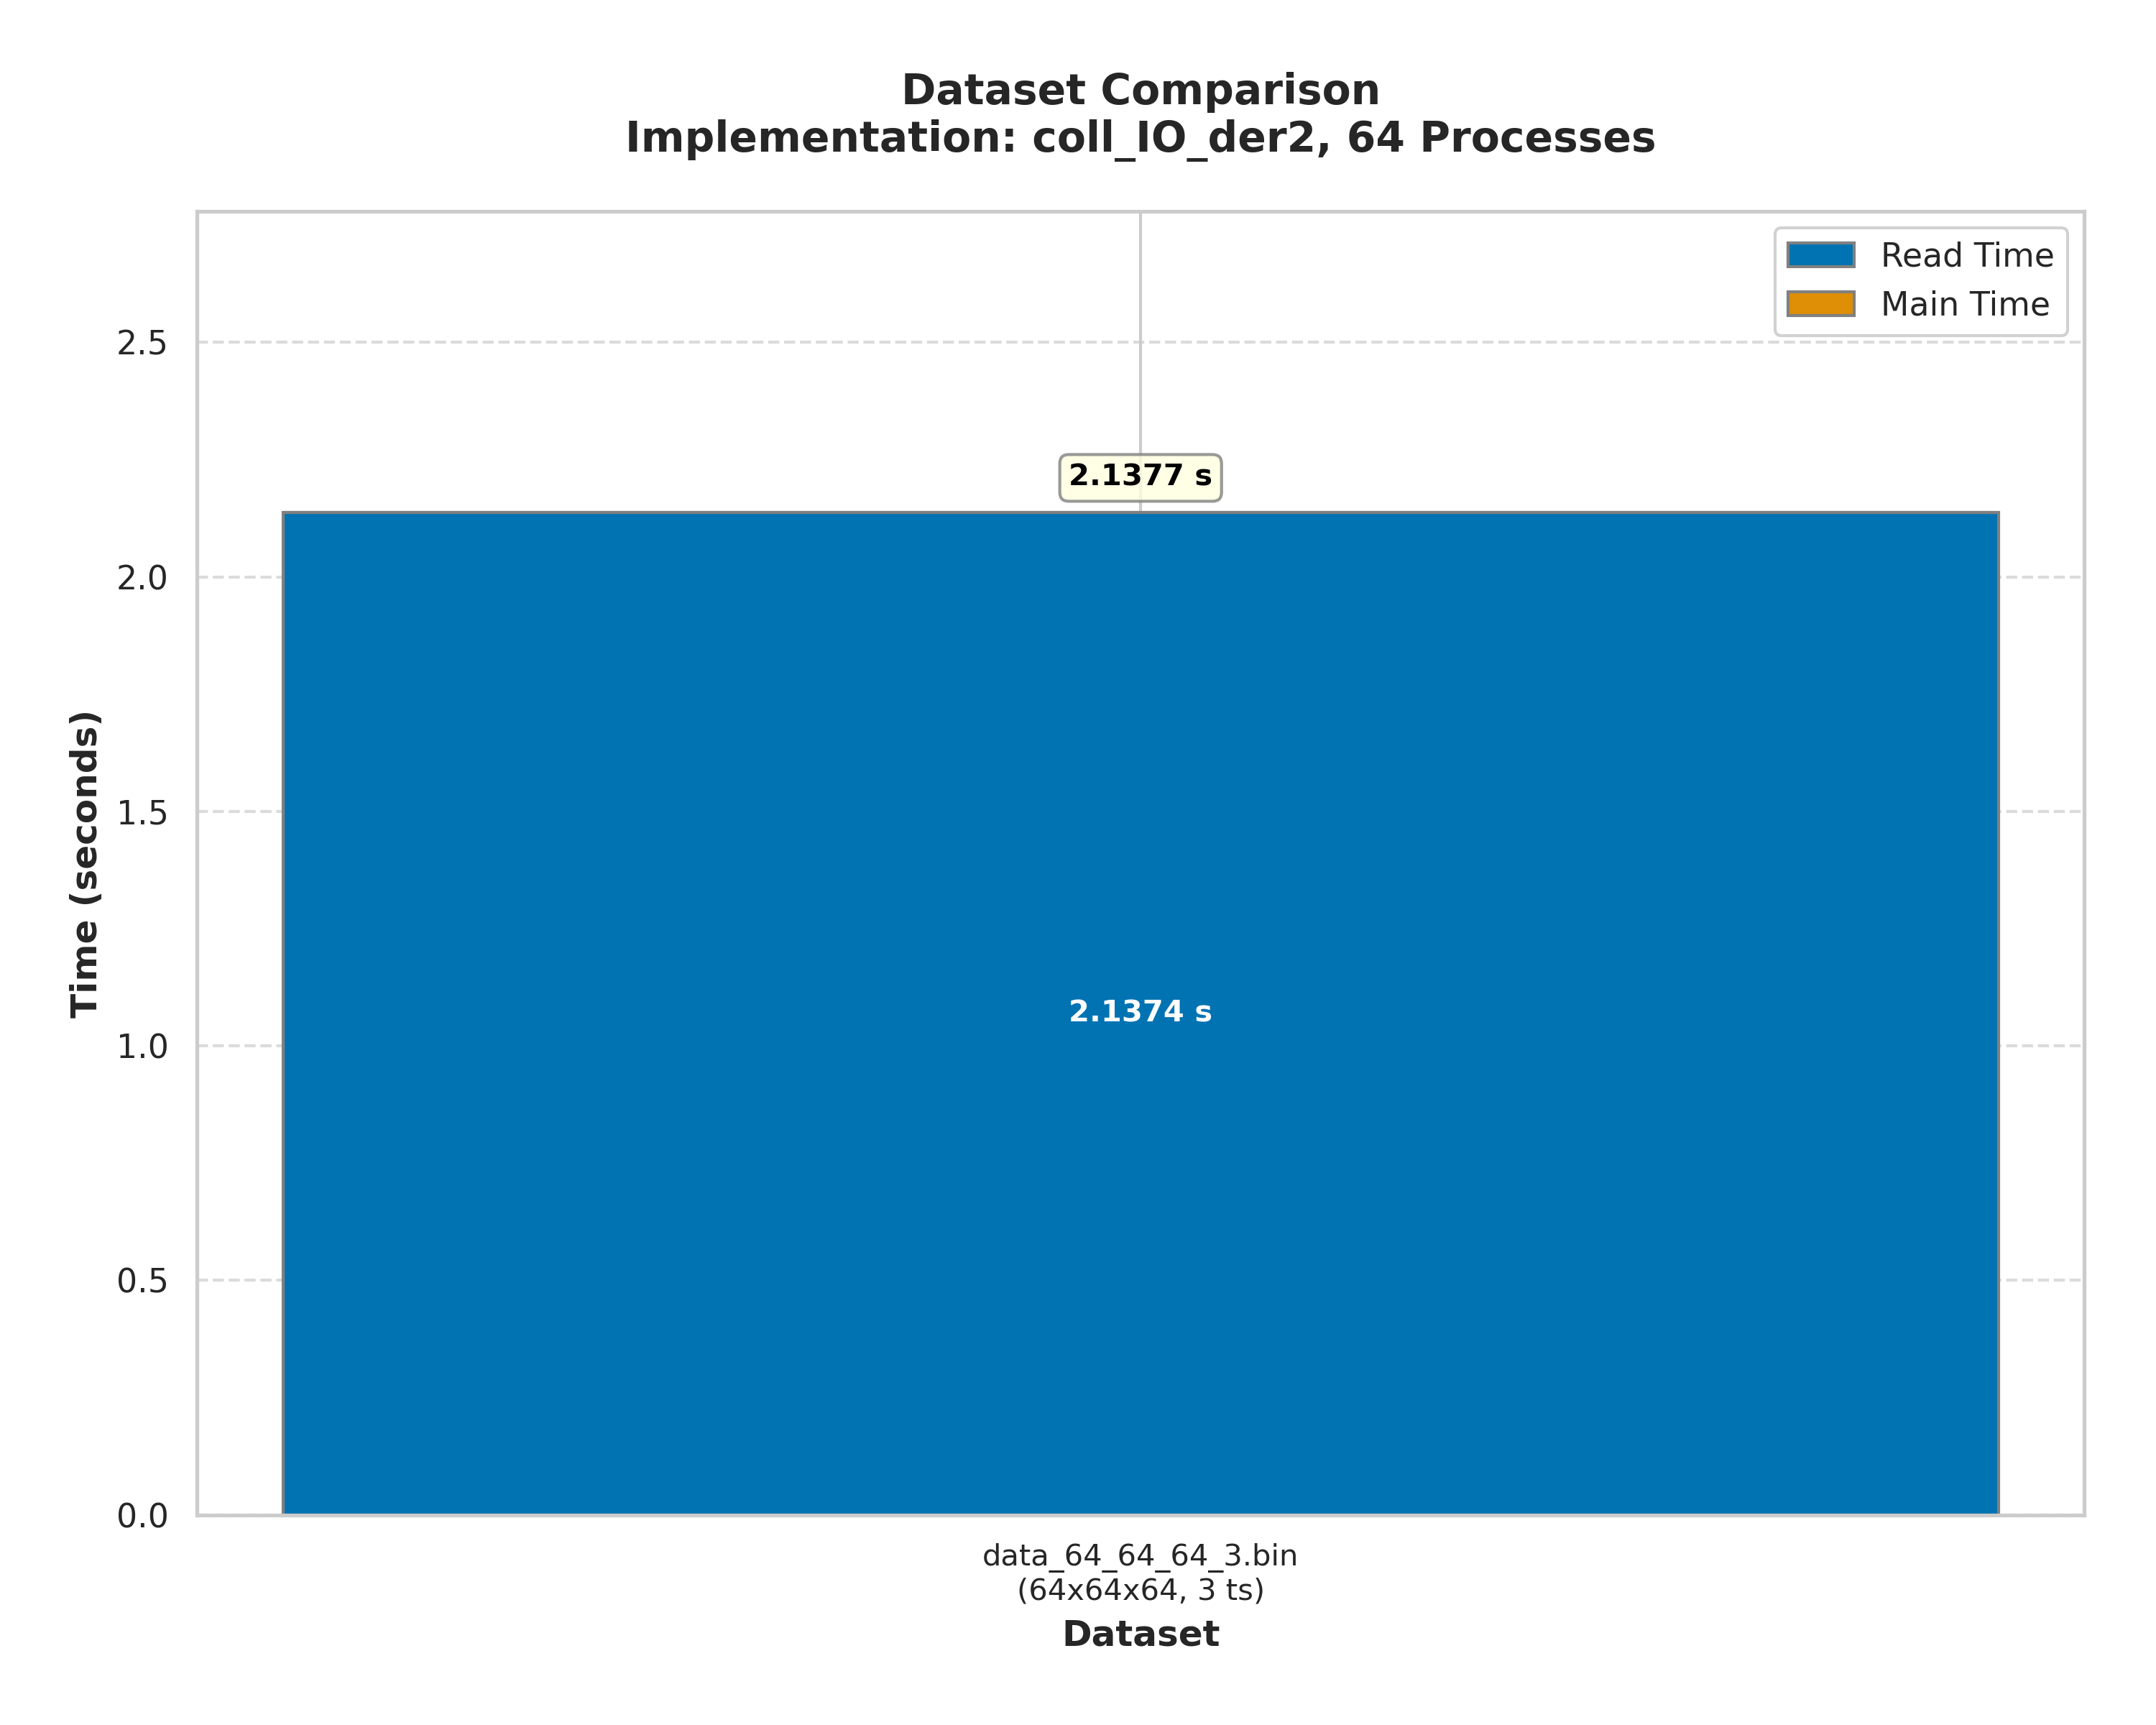 Dataset Comparison
Implementation: coll_IO_der2, 64 Processes
Read Time
Main Time
Time (seconds)
2.5
2.0
1.5
1.0
0.5
0.0
2.1377 s
2.1374 s
data_64_64_64_3.bin
(64x64x64, 3 ts)
Dataset